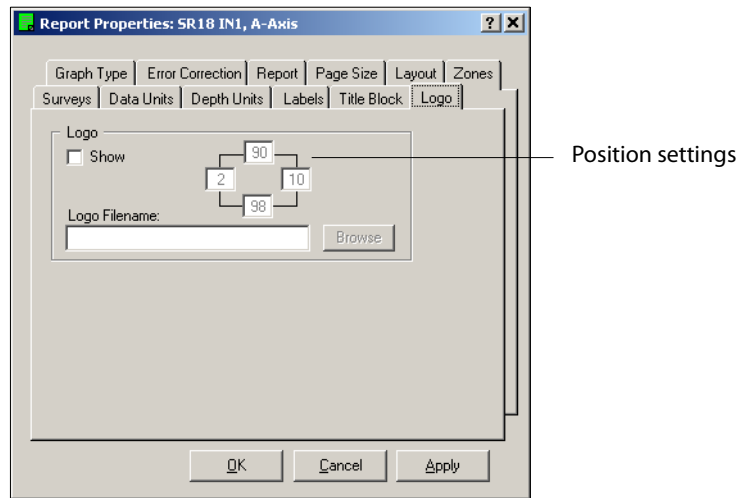 Report Properties: SR18 IN1, A-Axis
Graph Type Error Correction Report Page Size Layout Zones
Surveys Data Units Depth Units Labels Title Block Logo
Logo
Show
90
2 10
98
Position settings
Logo Filename:
Browse
OK Cancel Apply